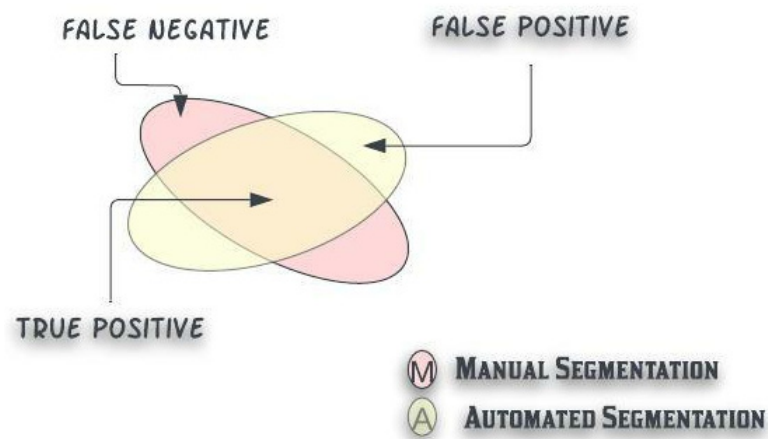 FALSE NEGATIVE
FALSE POSITIVE
TRUE POSITIVE
M MANUAL SEGMENTATION
A AUTOMATED SEGMENTATION